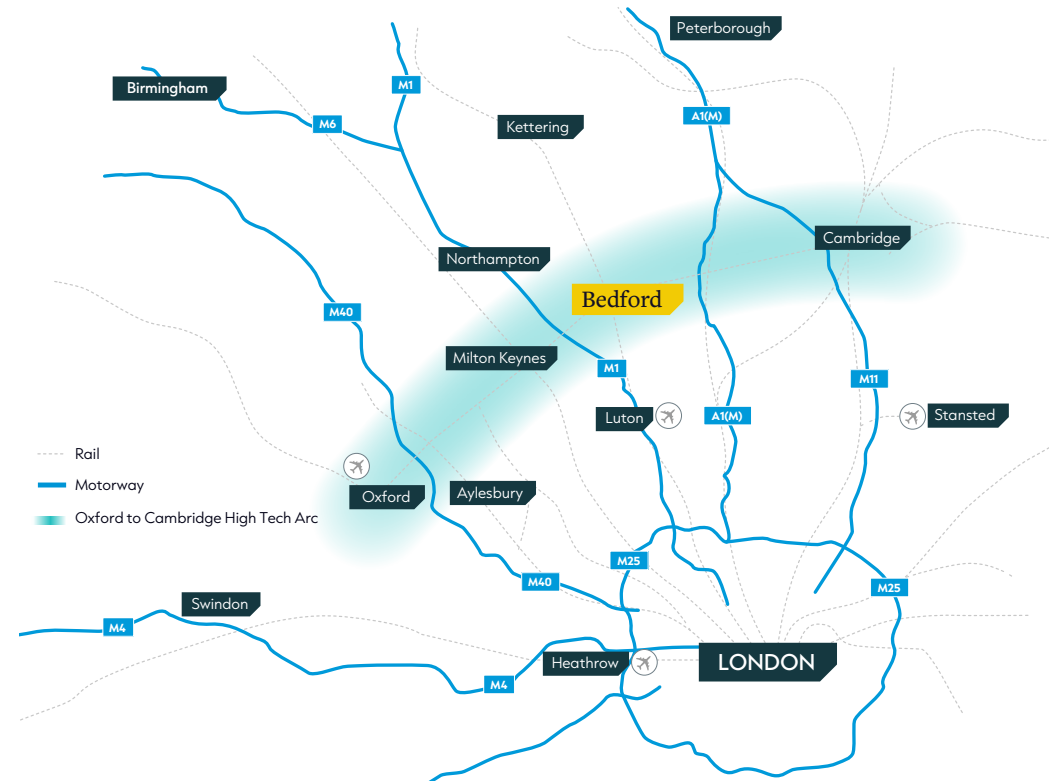 Peterborough
M1
Birmingham
A1(M)
M6
Kettering
Cambridge
Northampton
Bedford
M40
Milton Keynes
M1
M11
Luton
A1(M)
Stansted
Rail
Motorway
Oxford
Aylesbury
Oxford to Cambridge High Tech Arc
M25
M40
M25
Swindon
M4
Heathrow
LONDON
M4